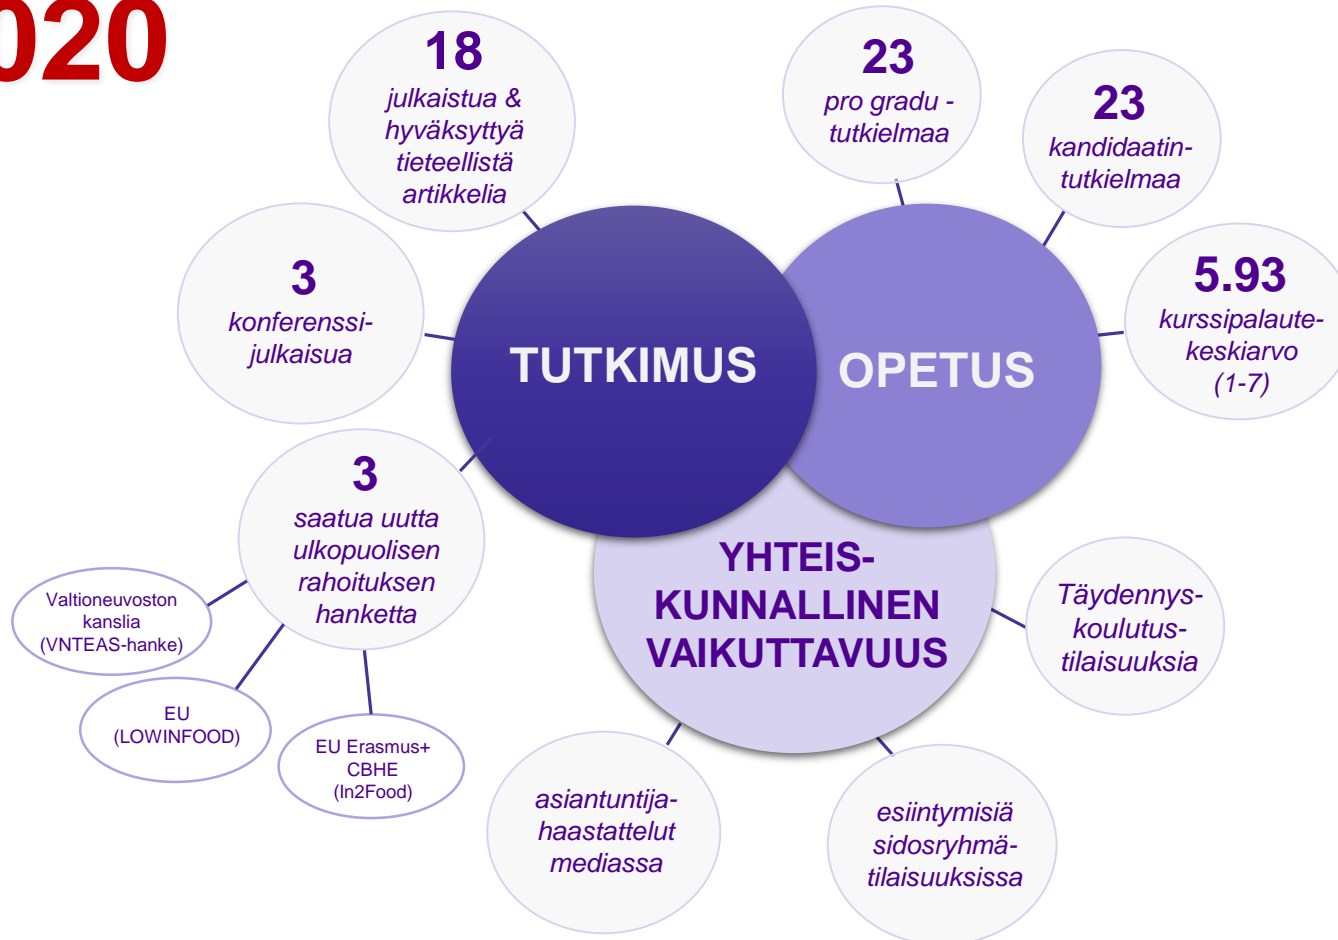 020
18
julkaistua &
hyväksyttyä
tieteellistä
artikkelia
23
pro gradu -
tutkielmaa
23
kandidaatin-
tutkielmaa
3
konferenssi-
julkaisua
5.93
kurssipalaute-
keskiarvo
(1-7)
TUTKIMUS
OPETUS
3
saatua uutta
ulkopuolisen
rahoituksen
hanketta
YHTEIS-
KUNNALLINEN
VAIKUTTAVUUS
Valtioneuvoston
kanslia
(VNTEAS-hanke)
EU
(LOWINFOOD)
EU Erasmus+
CBHE
(In2Food)
Täydennys-
koulutus-
tilaisuuksia
asiantuntija-
haastattelut
mediassa
esiintymisiä
sidosryhmä-
tilaisuuksissa